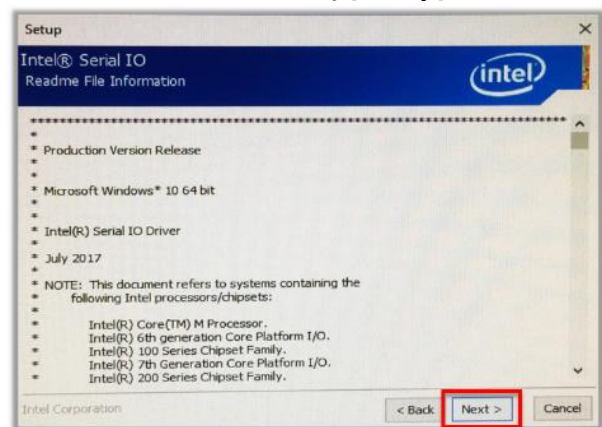 Setup
Intel® Serial IO
Readme File Information
intel
********************************************************************************
*
* Production Version Release
*
*
* Microsoft Windows* 10 64 bit
*
*
* Intel(R) Serial IO Driver
*
* July 2017
*
* NOTE: This document refers to systems containing the
* following Intel processors/chipsets:
*
* Intel(R) Core(TM) M Processor.
* Intel(R) 6th generation Core Platform I/O.
* Intel(R) 100 Series Chipset Family.
* Intel(R) 7th Generation Core Platform I/O.
* Intel(R) 200 Series Chipset Family.
Intel Corporation
< Back
Next >
Cancel